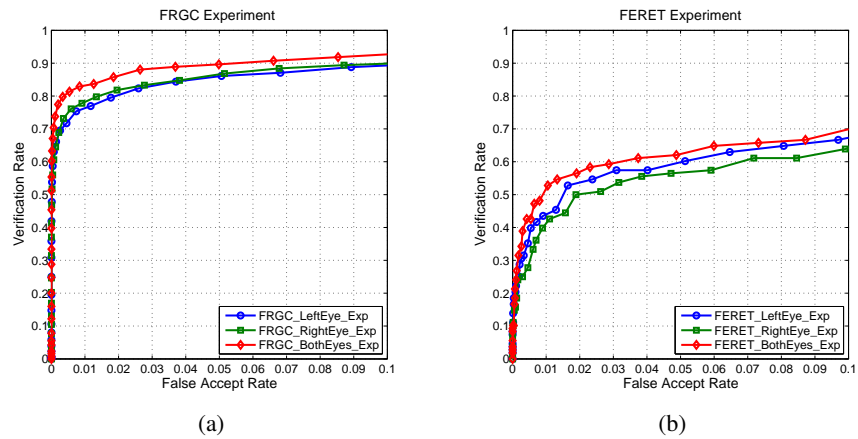 FRGC Experiment
1
0.9
0.8
0.7
0.6
0.5
0.4
0.3
0.2
0.1
0
Verification Rate
0 0.01 0.02 0.03 0.04 0.05 0.06 0.07 0.08 0.09 0.1
False Accept Rate
FRGC_LeftEye_Exp
FRGC_RightEye_Exp
FRGC_BothEyes_Exp
(a)
FERET Experiment
1
0.9
0.8
0.7
0.6
0.5
0.4
0.3
0.2
0.1
0
Verification Rate
0 0.01 0.02 0.03 0.04 0.05 0.06 0.07 0.08 0.09 0.1
False Accept Rate
FERET_LeftEye_Exp
FERET_RightEye_Exp
FERET_BothEyes_Exp
(b)